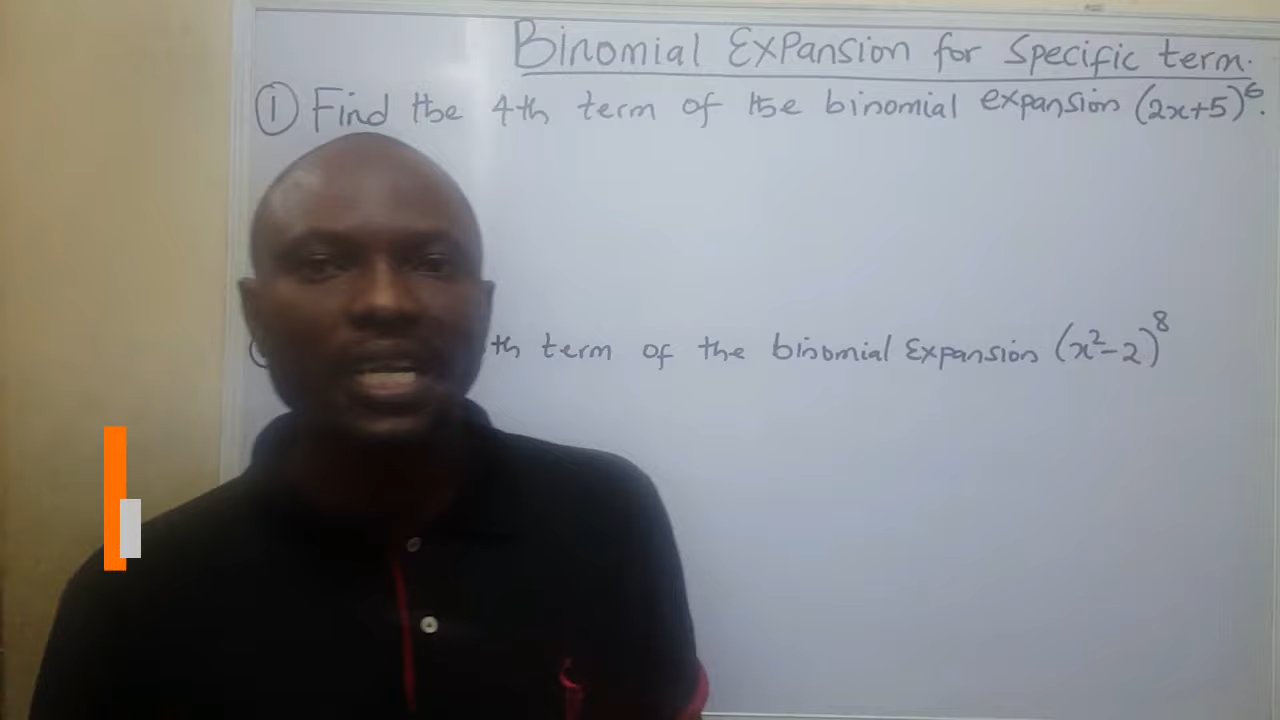 Binomial Expansion for Specific term.
① Find the 4th term of the binomial expansion (2x+5)⁶.
th term of the binomial Expansion (x²-2)⁸